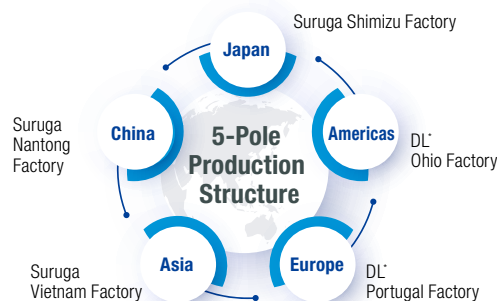 Suruga Shimizu Factory
Japan
China
Americas
Suruga
Nantong
Factory
5-Pole
Production
Structure
DL*
Ohio Factory
Asia
Europe
Suruga
Vietnam Factory
DL*
Portugal Factory